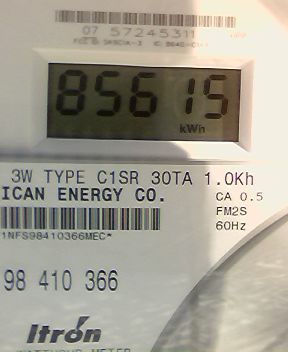 07 57245311
85615
kWh
3W TYPE C1SR 30TA 1.0Kh
ICAN ENERGY CO.
CA 0.5
FM2S
60Hz
1NFS98410366MEC*
98 410 366
Itrón